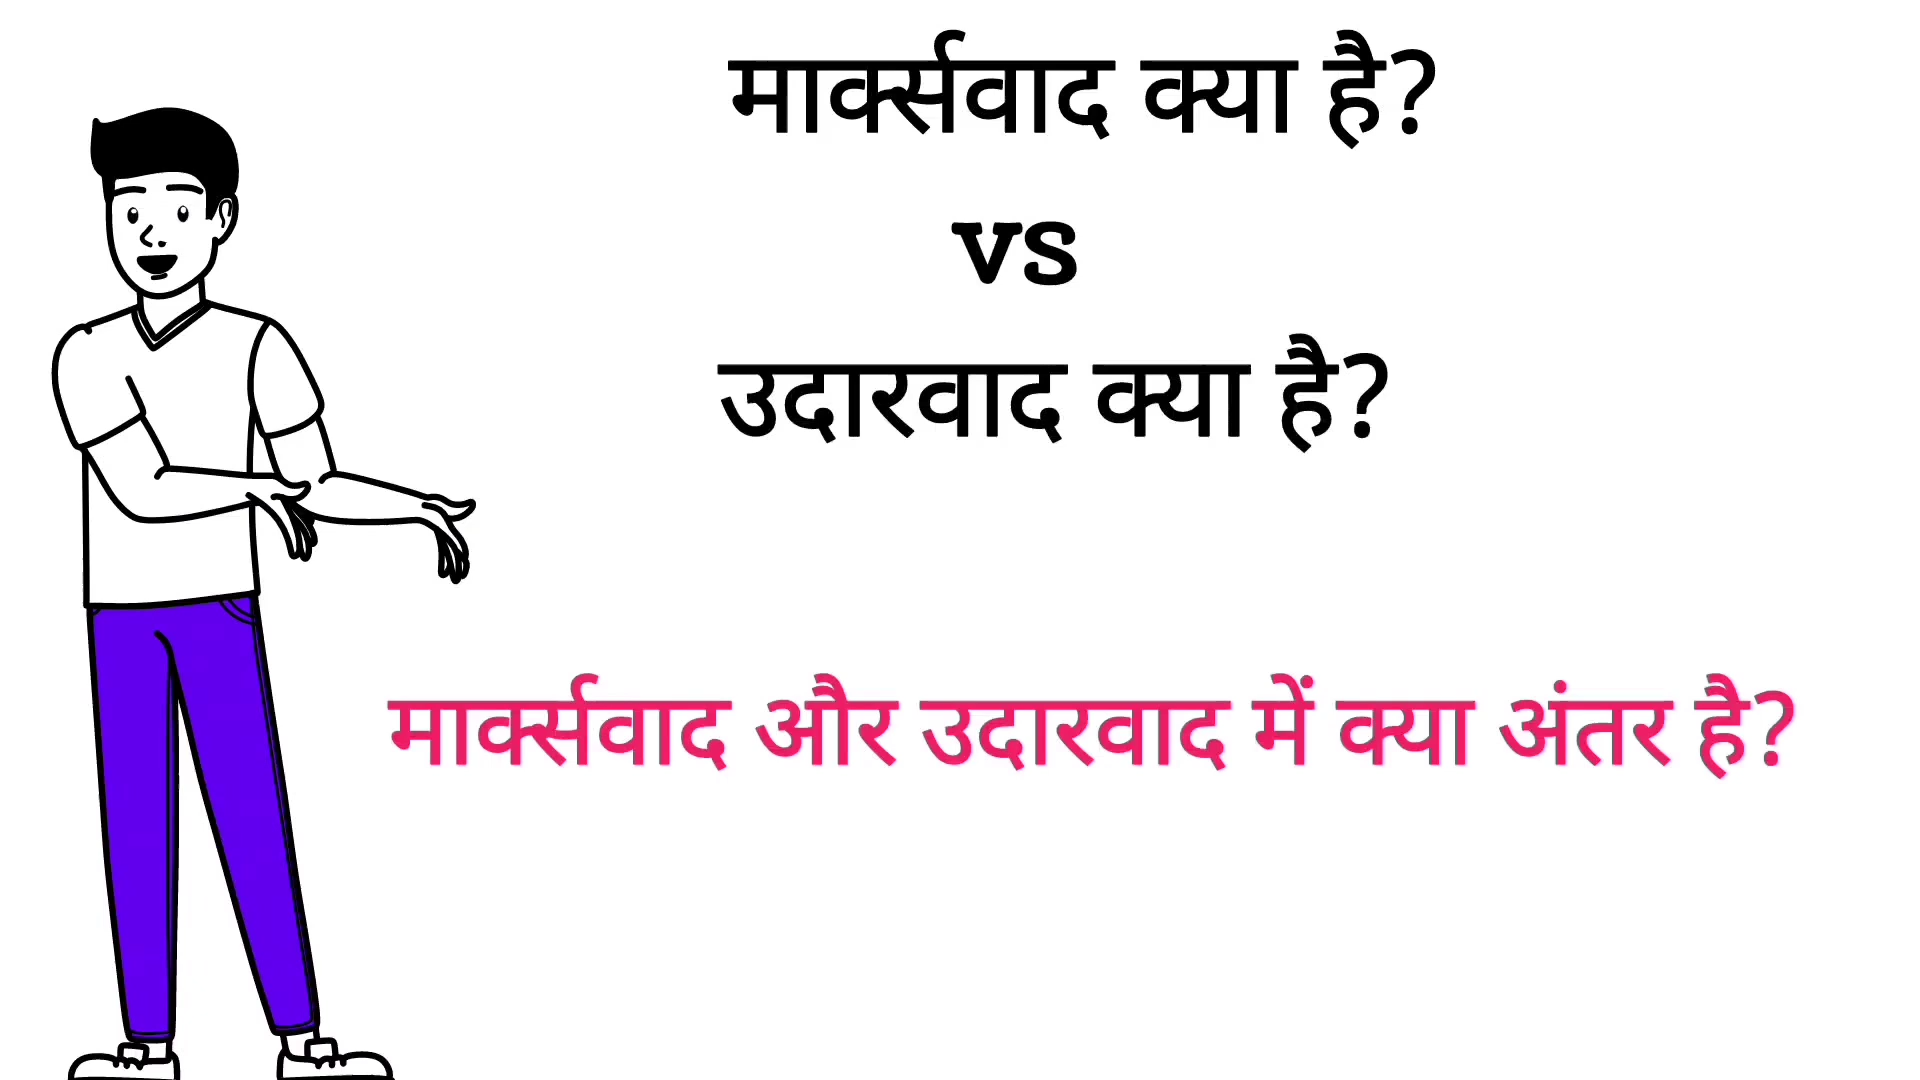 मार्क्सवाद क्या है?
vs
उदारवाद क्या है?
मार्क्सवाद और उदारवाद में क्या अंतर है?